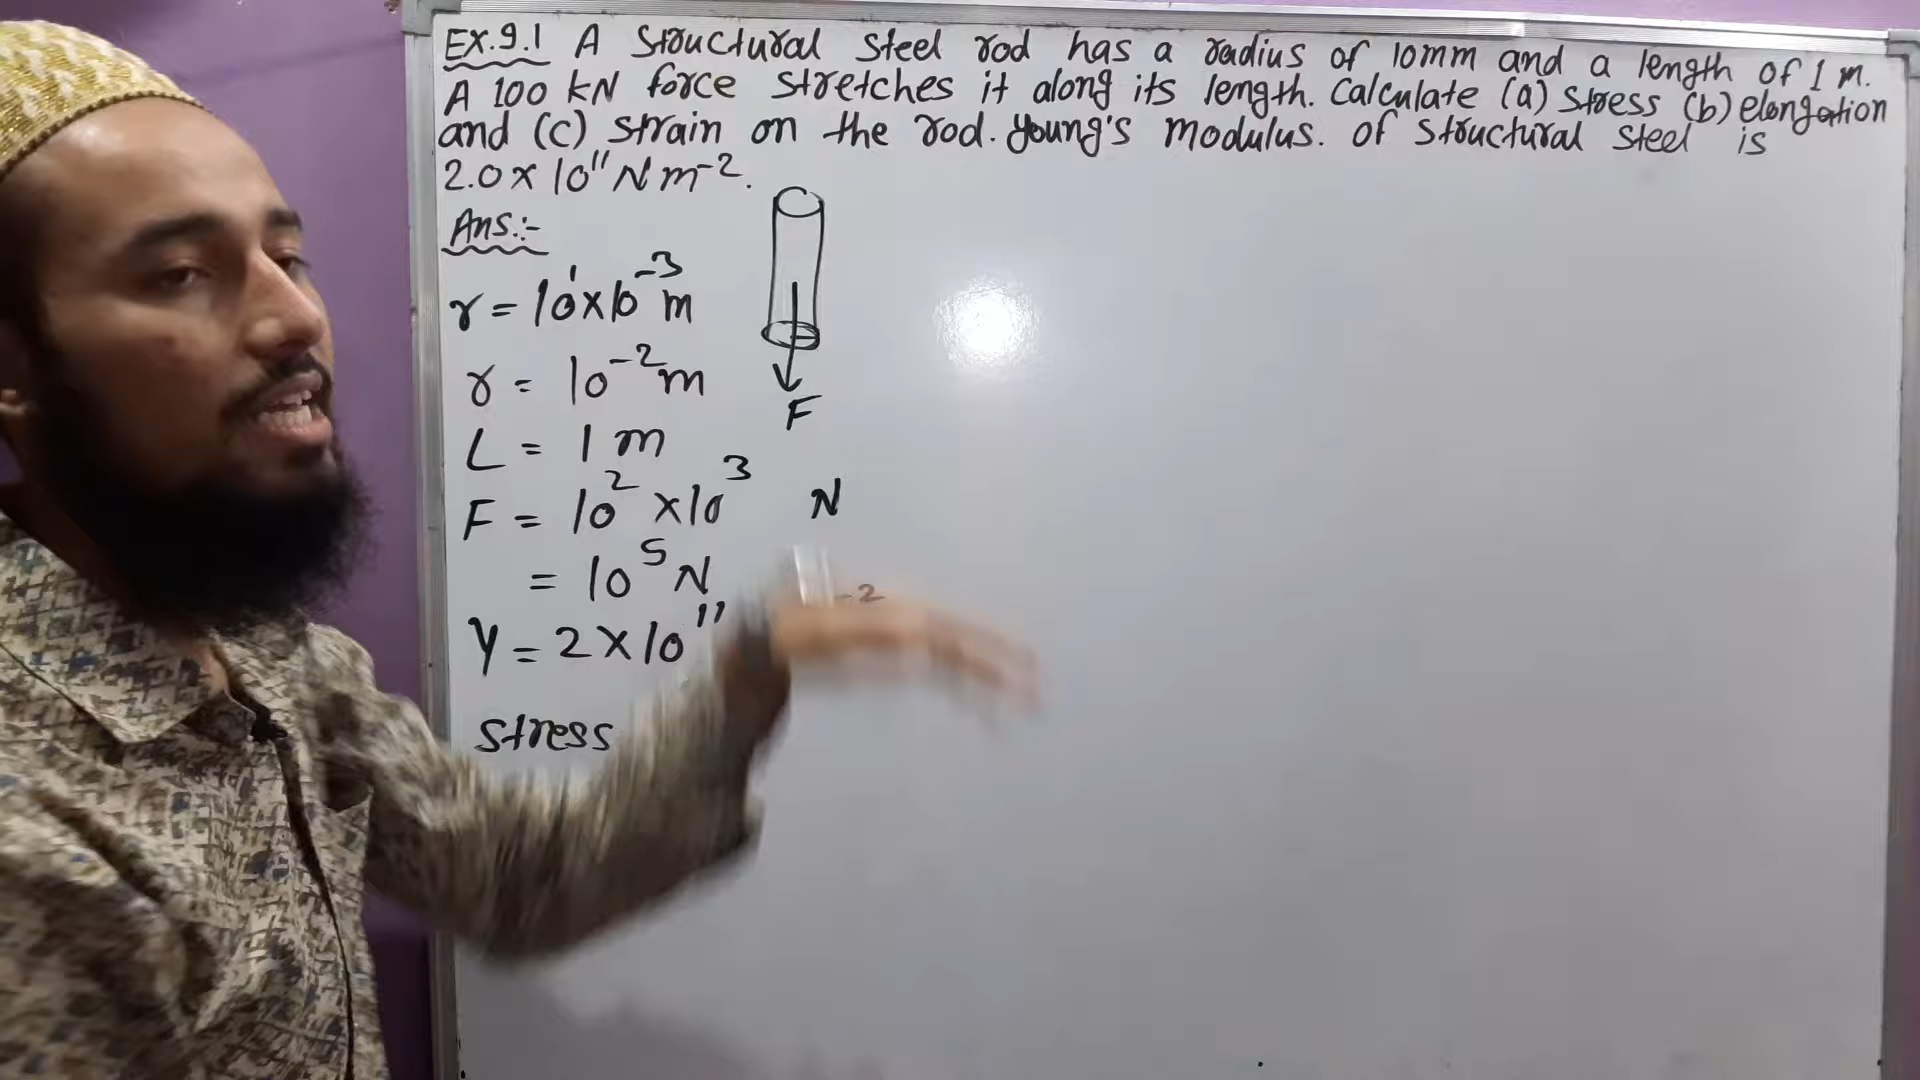 Ex.9.1 A Structural Steel rod has a radius of 10mm and a length of 1 m.
A 100 kN force stretches it along its length. Calculate (a) stress (b) elongation
and (c) strain on the rod. Young's Modulus. of structural steel is
2.0 x 10¹¹ N m⁻².
Ans.:-
r = 10¹x10⁻³ m
r = 10⁻² m
L = 1 m
F = 10² x 10³ N
= 10⁵ N
Y = 2 x 10¹¹ ⁻²
stress
F